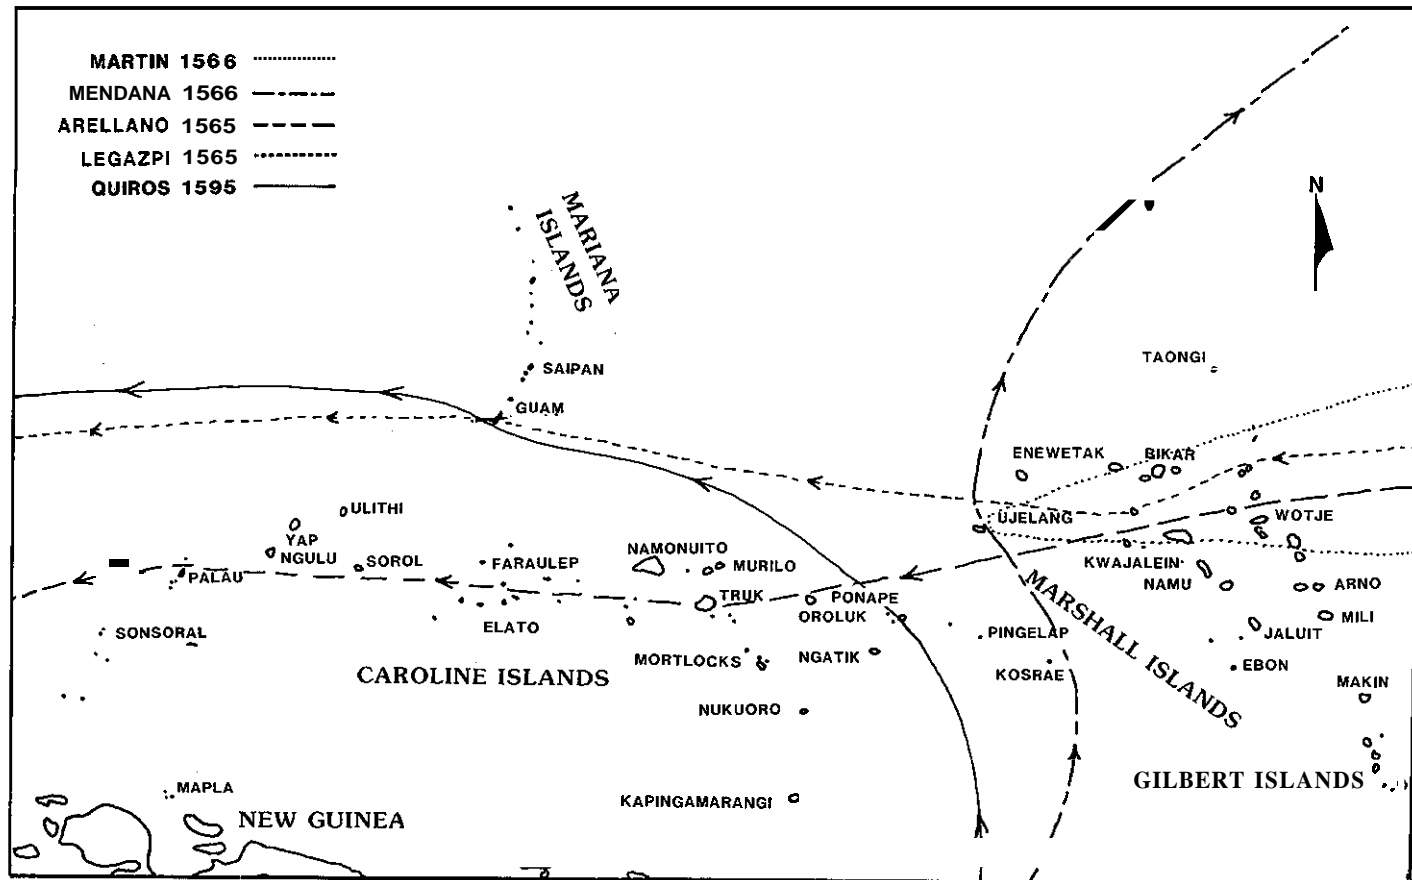 MARTIN 1566
MENDANA 1566
ARELLANO 1565
LEGAZPI 1565
QUIROS 1595
N
MARIANA
ISLANDS
TAONGI
SAIPAN
GUAM
ENEWETAK
BIKAR
ULITHI
YAP
NGULU
SOROL
PALAU
FARAULEP
NAMONUITO
MURILO
UJELANG
WOTJE
KWAJALEIN
NAMU
ARNO
TRUK
PONAPE
OROLUK
ELATO
SONSORAL
PINGELAP
MILI
JALUIT
MORTLOCKS
NGATIK
KOSRAE
EBON
MARSHALL ISLANDS
CAROLINE ISLANDS
MAKIN
NUKUORO
GILBERT ISLANDS
MAPLA
KAPINGAMARANGI
NEW GUINEA